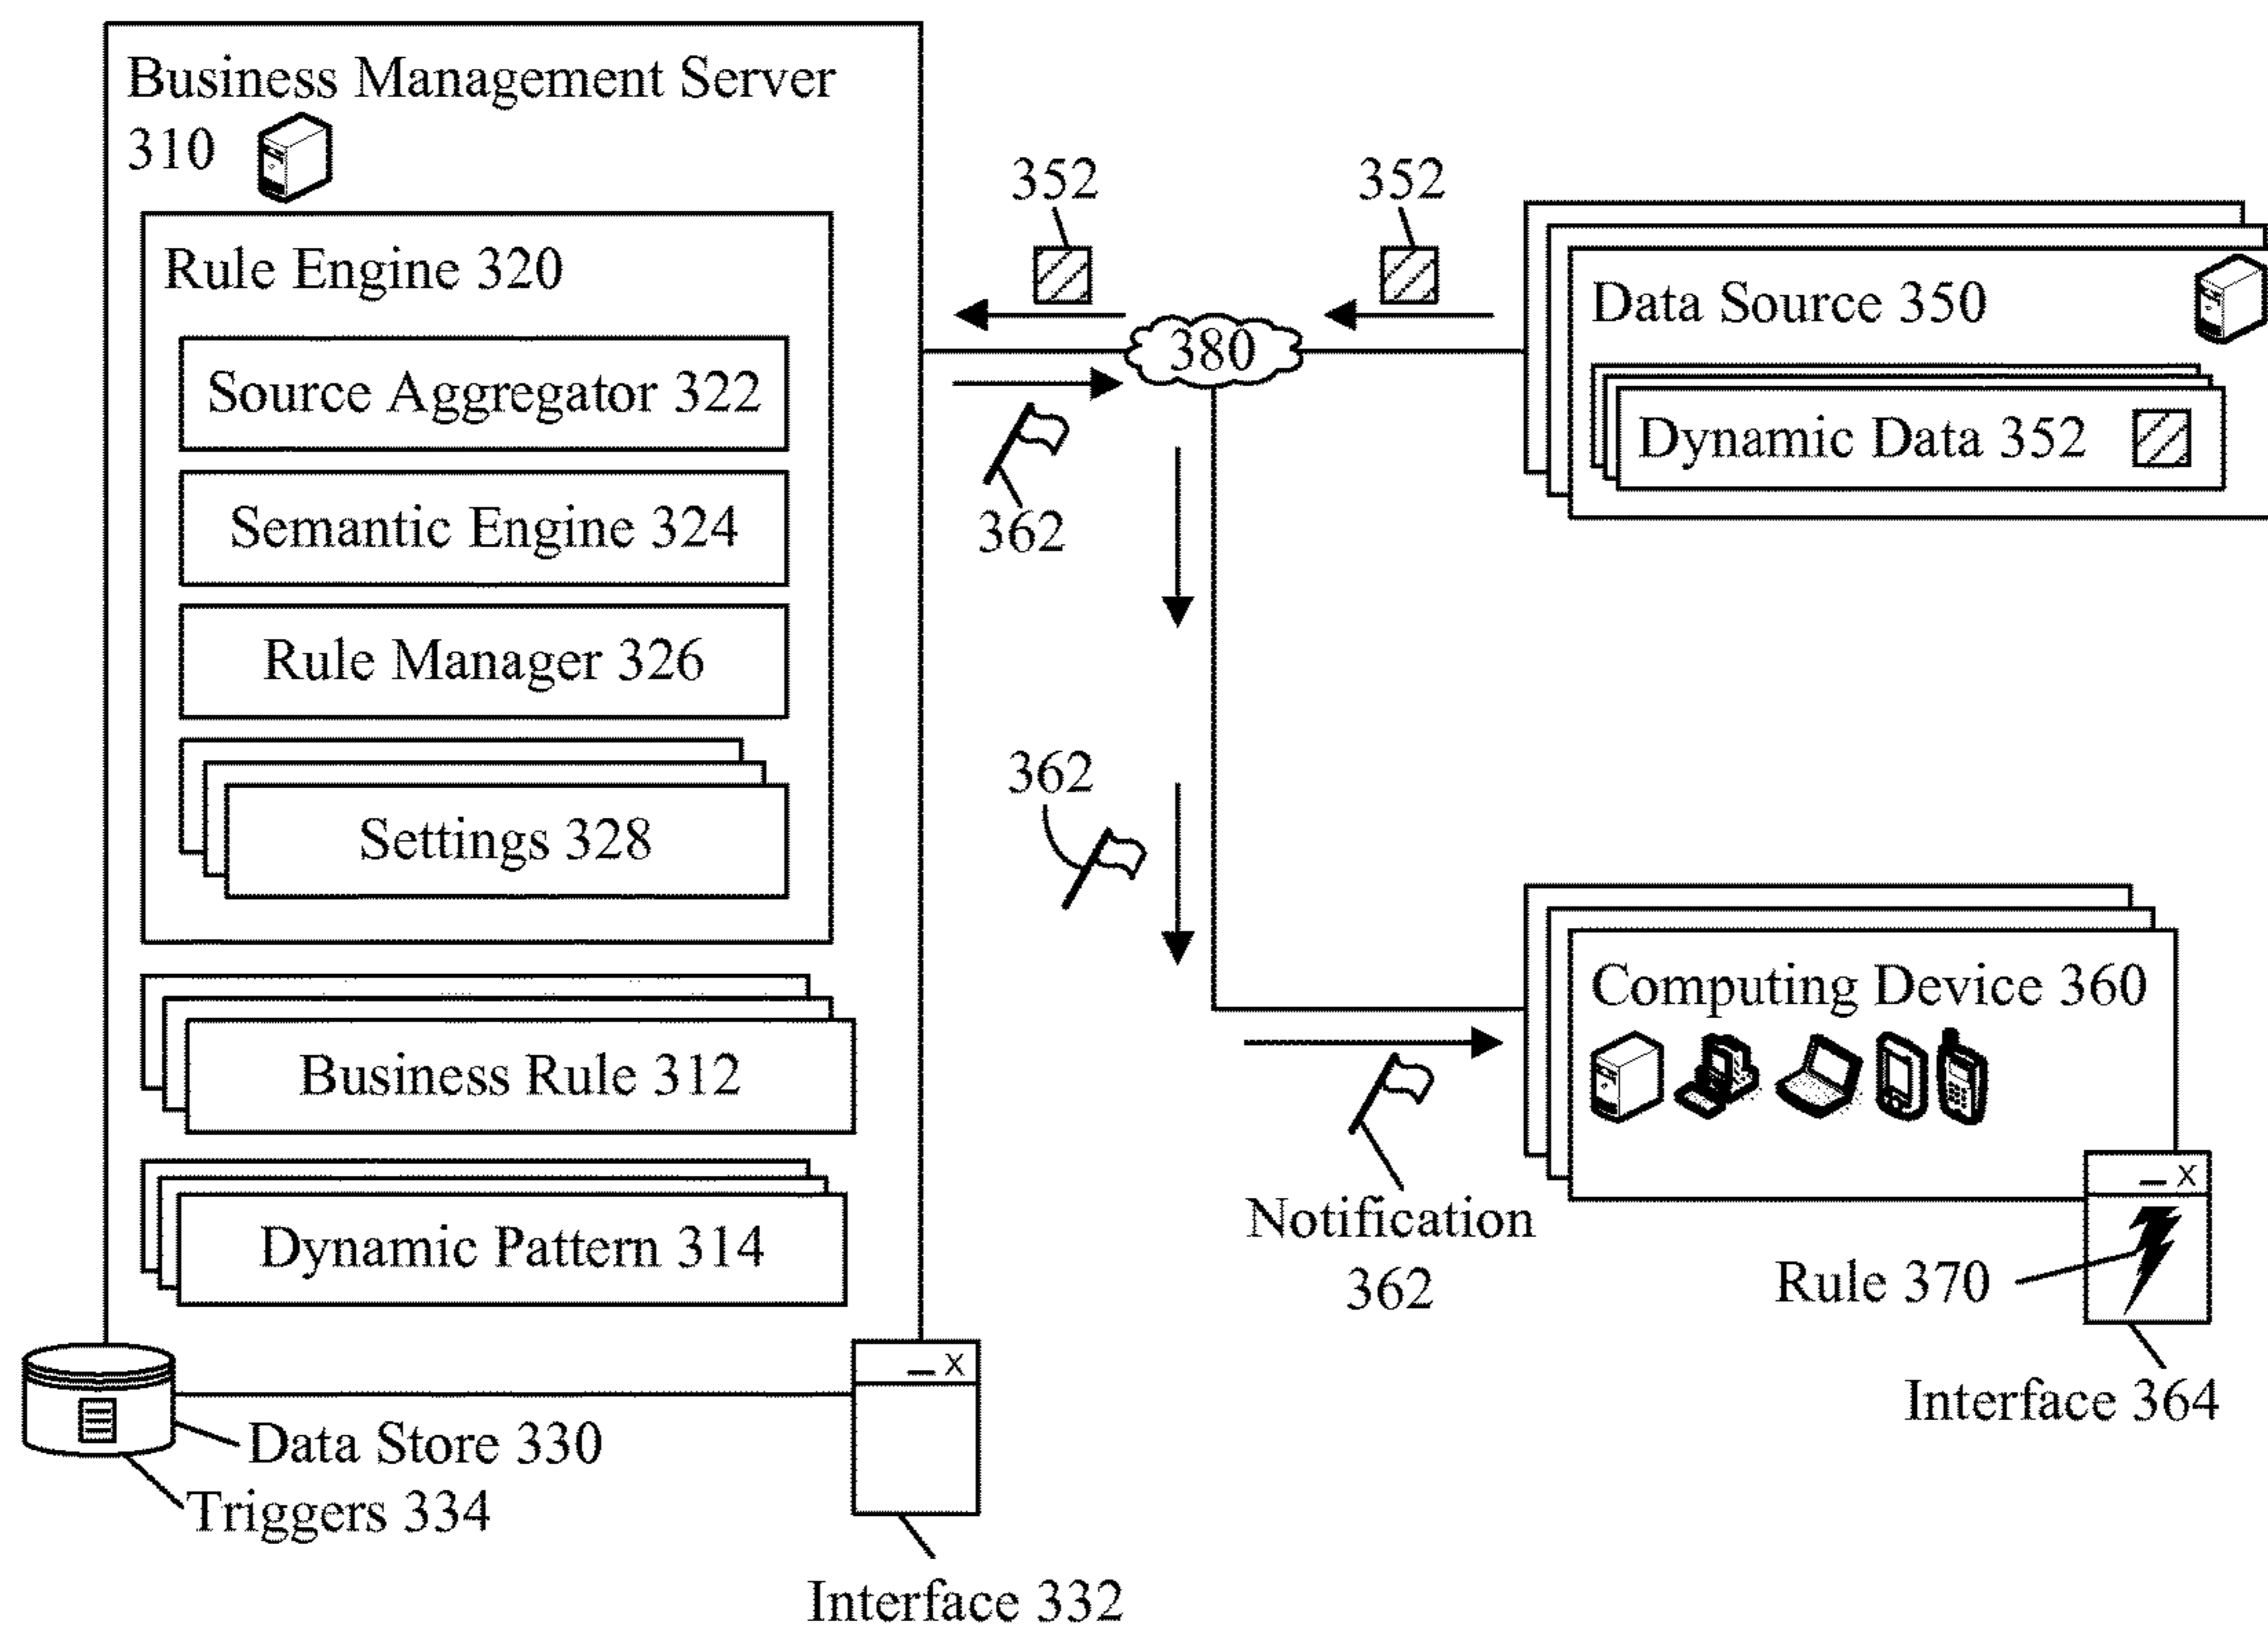 Business Management Server
310
Rule Engine 320
Source Aggregator 322
Semantic Engine 324
Rule Manager 326
Settings 328
Business Rule 312
Dynamic Pattern 314
Data Store 330
Triggers 334
_ X
Interface 332
352
352
380
362
362
Notification
362
Data Source 350
Dynamic Data 352
Computing Device 360
_ X
Rule 370
Interface 364